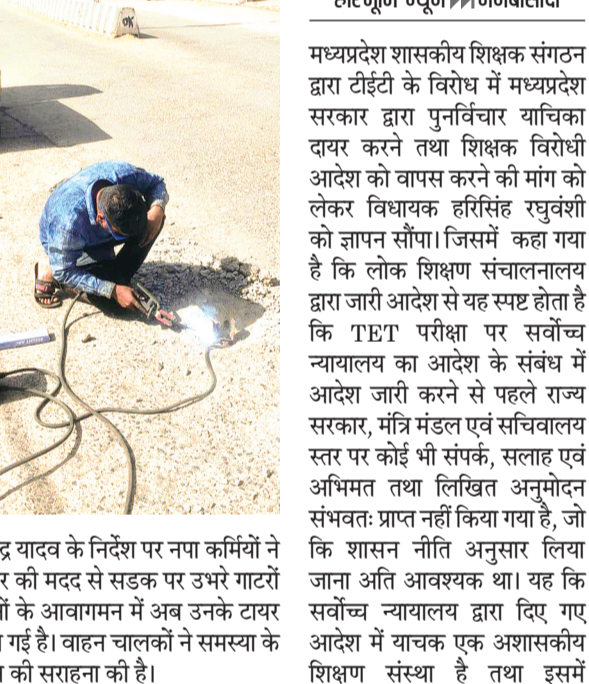 OK
द्र यादव के निर्देश पर नपा कर्मियों ने
र की मदद से सडक पर उभरे गाटरों
ों के आवागमन में अब उनके टायर
गई है। वाहन चालकों ने समस्या के
की सराहना की है।
मध्यप्रदेश शासकीय शिक्षक संगठन
द्वारा टीईटी के विरोध में मध्यप्रदेश
सरकार द्वारा पुनर्विचार याचिका
दायर करने तथा शिक्षक विरोधी
आदेश को वापस करने की मांग को
लेकर विधायक हरिसिंह रघुवंशी
को ज्ञापन सौंपा। जिसमें कहा गया
है कि लोक शिक्षण संचालनालय
द्वारा जारी आदेश से यह स्पष्ट होता है
कि TET परीक्षा पर सर्वोच्च
न्यायालय का आदेश के संबंध में
आदेश जारी करने से पहले राज्य
सरकार, मंत्रि मंडल एवं सचिवालय
स्तर पर कोई भी संपर्क, सलाह एवं
अभिमत तथा लिखित अनुमोदन
संभवतः प्राप्त नहीं किया गया है, जो
कि शासन नीति अनुसार लिया
जाना अति आवश्यक था। यह कि
सर्वोच्च न्यायालय द्वारा दिए गए
आदेश में याचक एक अशासकीय
शिक्षण संस्था है तथा इसमें